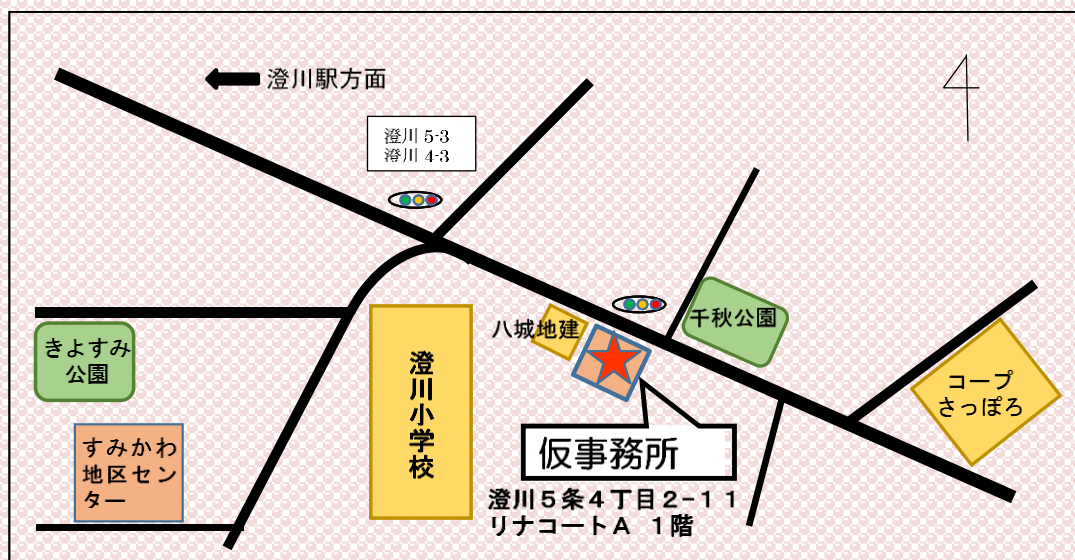 澄川駅方面
澄川 5-3
澄川 4-3
千秋公園
八城地建
きよすみ
公園
澄川小学校
コープ
さっぽろ
すみかわ
地区セン
ター
仮事務所
澄川５条４丁目２-１１
リナコートＡ １階